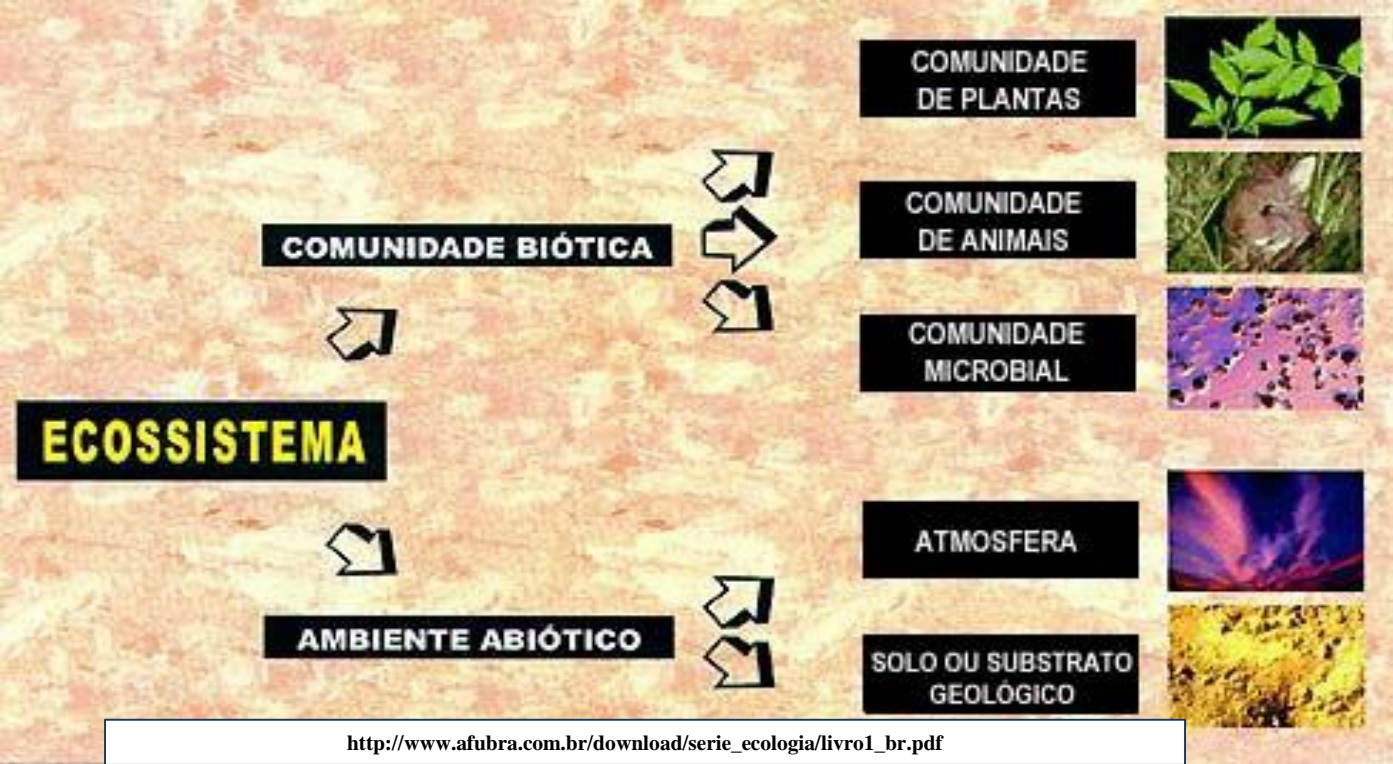 COMUNIDADE
DE PLANTAS
COMUNIDADE
DE ANIMAIS
COMUNIDADE BIÓTICA
COMUNIDADE
MICROBIAL
ECOSSISTEMA
ATMOSFERA
AMBIENTE ABIÓTICO
SOLO OU SUBSTRATO
GEOLÓGICO
http://www.afubra.com.br/download/serie_ecologia/livro1_br.pdf